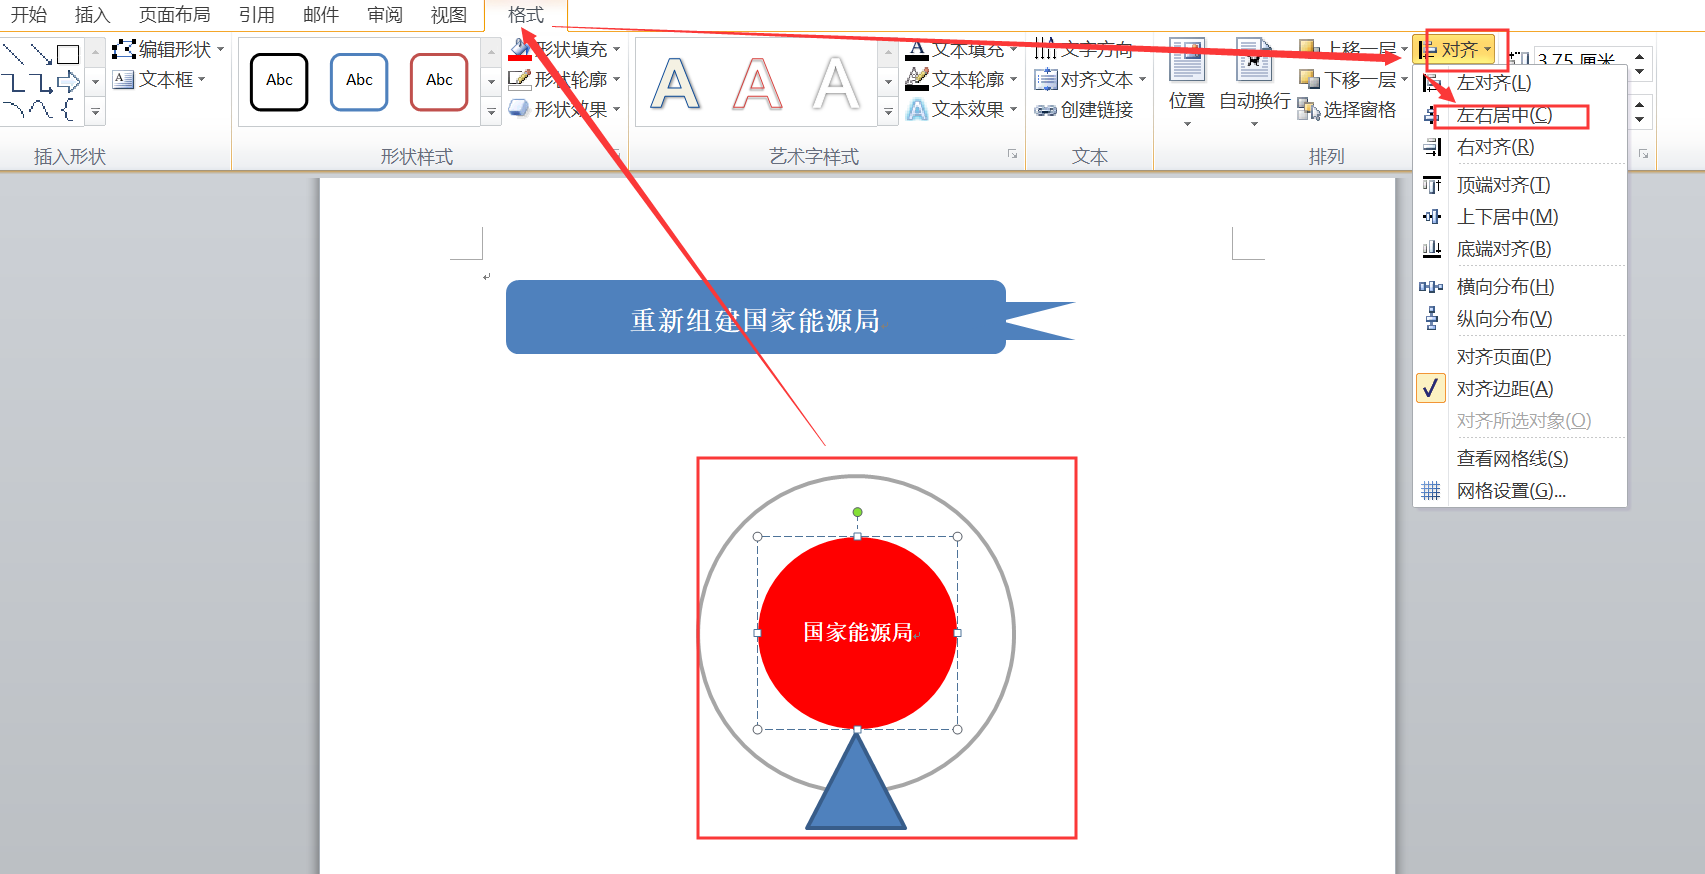 开始 插入 页面布局 引用 邮件 审阅 视图 格式
编辑形状
文本框
插入形状
Abc Abc Abc
形状填充
形状轮廓
形状效果
形状样式
A A A
文本填充
文本轮廓
文本效果
艺术字样式
文字方向
对齐文本
创建链接
文本
位置
自动换行
上移一层
下移一层
选择窗格
排列
对齐
3.75 厘米
左对齐(L)
左右居中(C)
右对齐(R)
顶端对齐(T)
上下居中(M)
底端对齐(B)
横向分布(H)
纵向分布(V)
对齐页面(P)
对齐边距(A)
对齐所选对象(O)
查看网格线(S)
网格设置(G)...
重新组建国家能源局
国家能源局